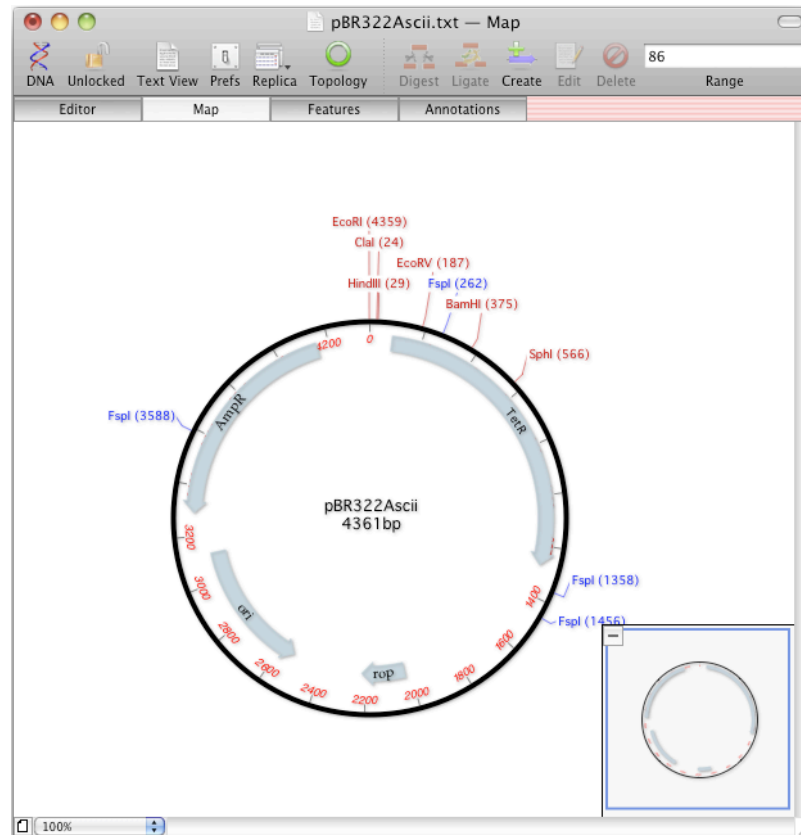 pBR322Ascii.txt — Map
DNA Unlocked Text View Prefs Replica Topology Digest Ligate Create Edit Delete Range
86
Editor Map Features Annotations
EcoRI (4359)
ClaI (24)
EcoRV (187)
HindIII (29)
FspI (262)
BamHI (375)
SphI (566)
4200
0
FspI (3588)
AmpR
TetR
pBR322Ascii
4361bp
3200
3000
ori
2800
2600
2400
rop
2200
2000
1800
1600
1400
FspI (1358)
FspI (1456)
100%